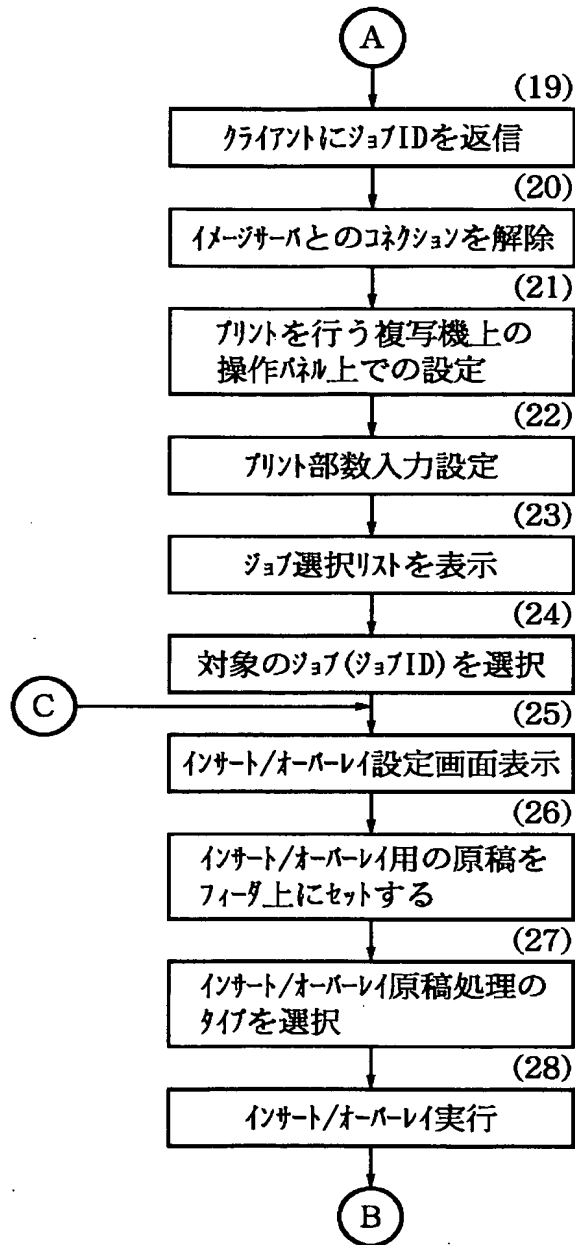 A
(19)
クライアントにジョブIDを返信
(20)
イメージサーバとのコネクションを解除
(21)
プリントを行う複写機上の
操作パネル上での設定
(22)
プリント部数入力設定
(23)
ジョブ選択リストを表示
(24)
対象のジョブ(ジョブID)を選択
C
(25)
インサート/オーバーレイ設定画面表示
(26)
インサート/オーバーレイ用の原稿を
フィーダ上にセットする
(27)
インサート/オーバーレイ原稿処理の
タイプを選択
(28)
インサート/オーバーレイ実行
B